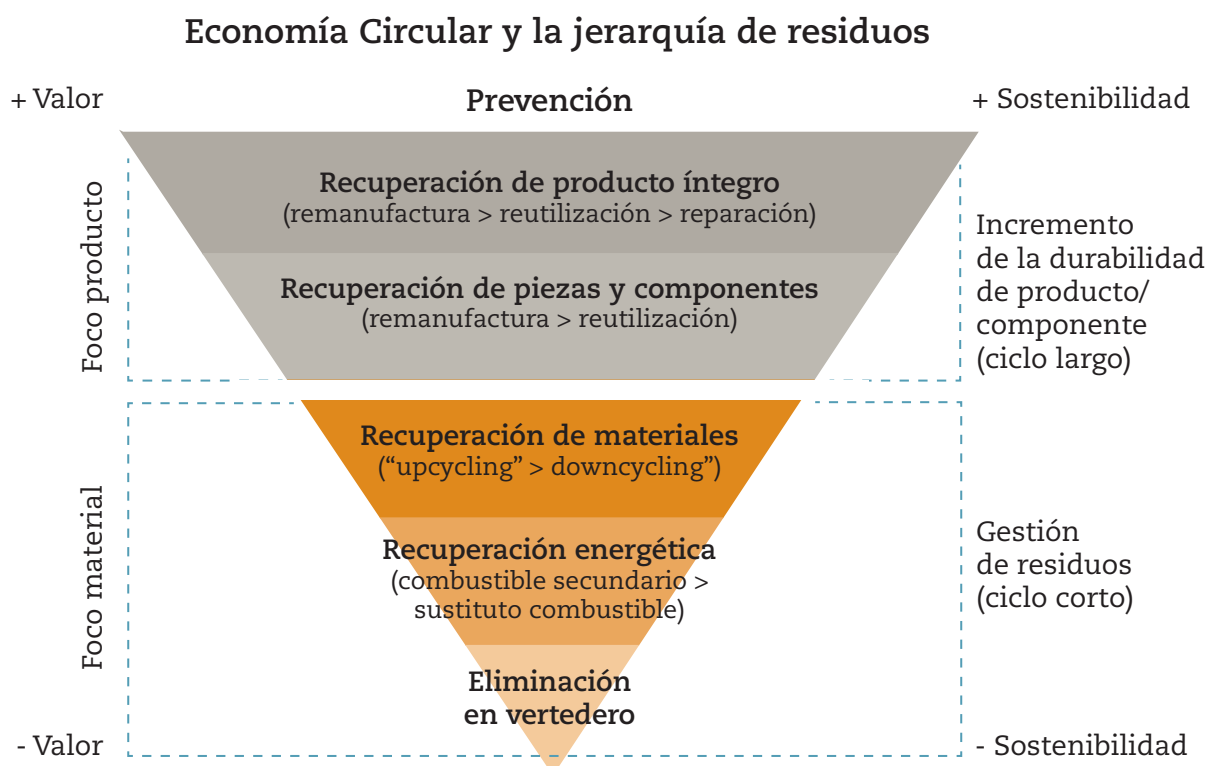 Economía Circular y la jerarquía de residuos
+ Valor
Prevención
+ Sostenibilidad
Foco producto
Recuperación de producto íntegro
(remanufactura > reutilización > reparación)
Recuperación de piezas y componentes
(remanufactura > reutilización)
Incremento
de la durabilidad
de producto/
componente
(ciclo largo)
Foco material
Recuperación de materiales
(“upcycling” > downcycling”)
Recuperación energética
(combustible secundario >
sustituto combustible)
Eliminación
en vertedero
Gestión
de residuos
(ciclo corto)
- Valor
- Sostenibilidad